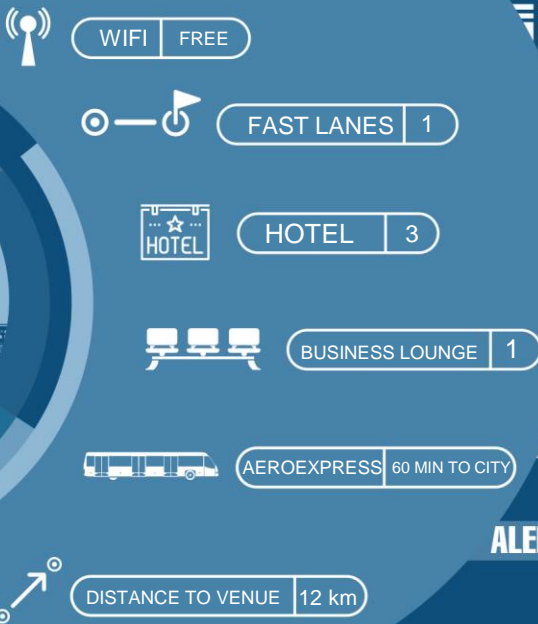 WIFI FREE
FAST LANES 1
HOTEL
HOTEL 3
BUSINESS LOUNGE 1
AEROEXPRESS 60 MIN TO CITY
DISTANCE TO VENUE 12 km